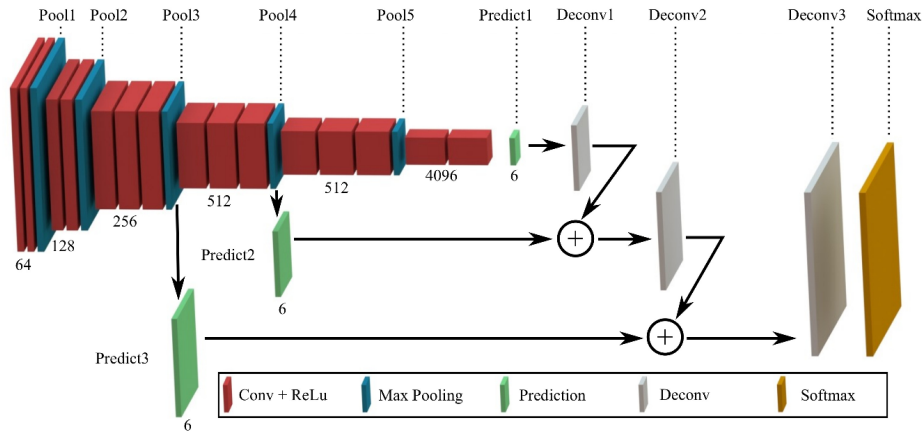 Pool1 Pool2 Pool3 Pool4 Pool5 Predict1 Deconv1 Deconv2 Deconv3 Softmax
4096
6
512
512
256
128
64
Predict2
6
Predict3
6
Conv + ReLu Max Pooling Prediction Deconv Softmax